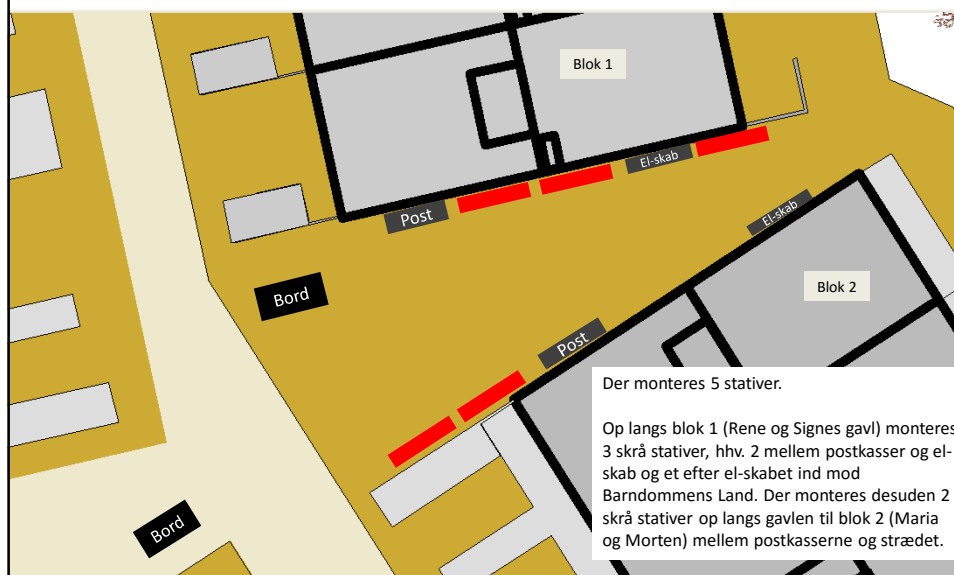 Blok 1
El-skab
Post
El-skab
Blok 2
Bord
Post
Der monteres 5 stativer.
Op langs blok 1 (Rene og Signes gavl) monteres
3 skrå stativer, hhv. 2 mellem postkasser og el-
skab og et efter el-skabet ind mod
Barndommens Land. Der monteres desuden 2
skrå stativer op langs gavlen til blok 2 (Maria
og Morten) mellem postkasserne og strædet.
Bord